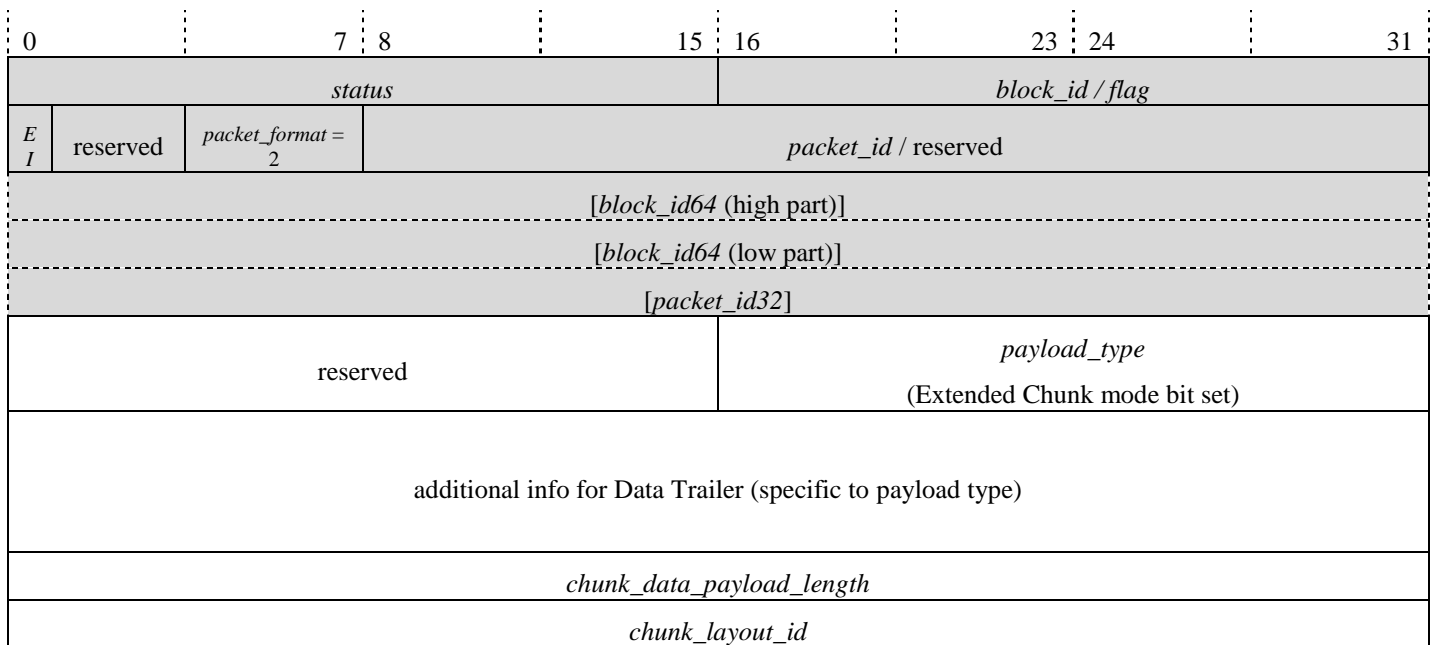 0 7 8 15 16 23 24 31
status block_id / flag
E I reserved packet_format = 2 packet_id / reserved
[block_id64 (high part)]
[block_id64 (low part)]
[packet_id32]
reserved payload_type
(Extended Chunk mode bit set)
additional info for Data Trailer (specific to payload type)
chunk_data_payload_length
chunk_layout_id